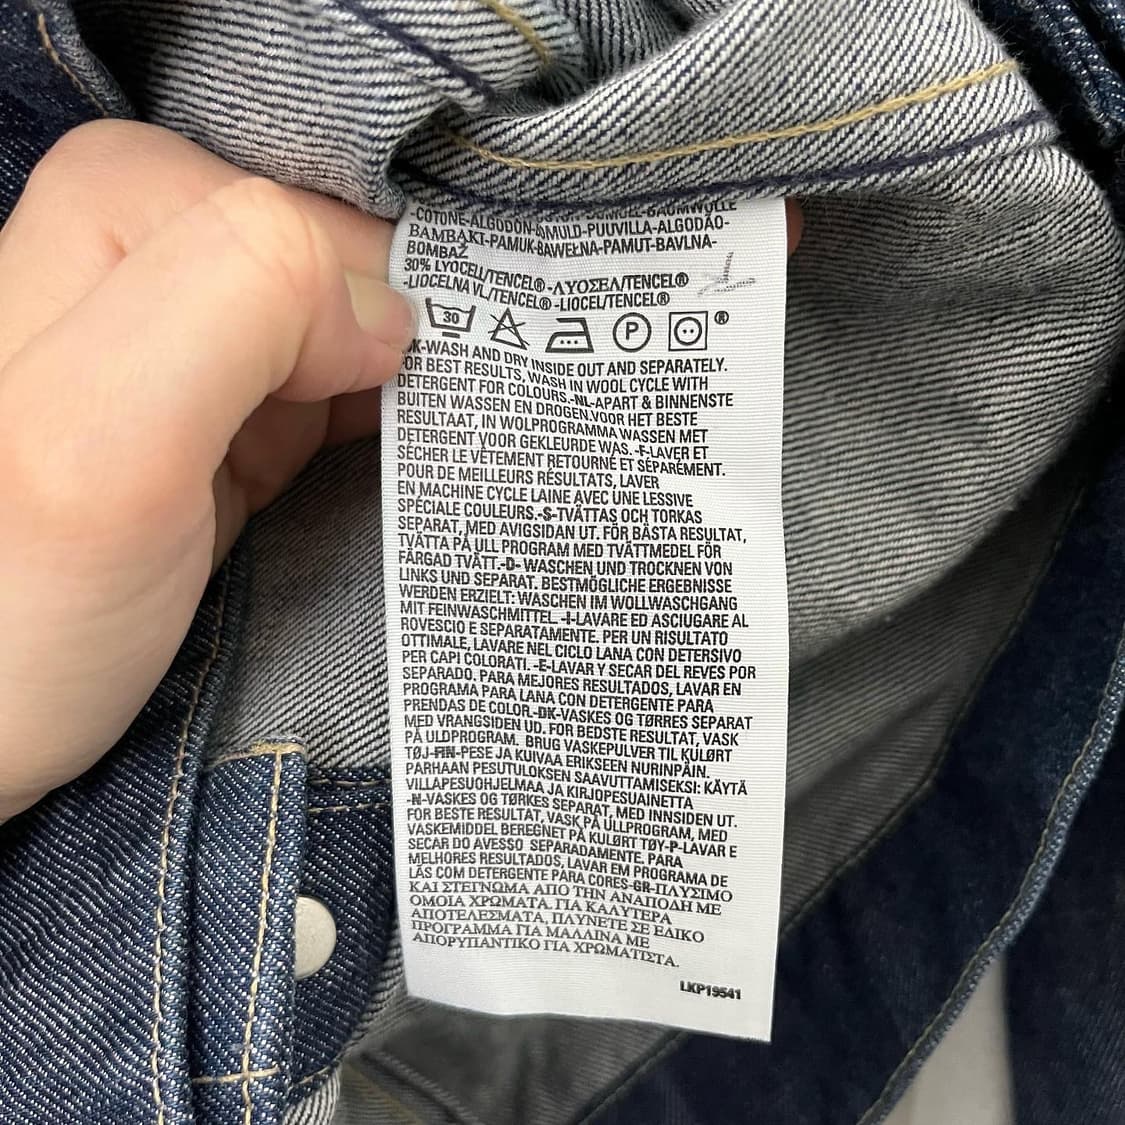 -COTONE-ALGODÓN-BOMULD-PUUVILLA-ALGODÃO-
BAMBAKI-PAMUK-BAWEŁNA-PAMUT-BAVLNA-
BOMBAŽ
30% LYOCELL/TENCEL® -ΛΥΟΣΕΛ/TENCEL®
-LIOCELNA VL/TENCEL® -LIOCEL/TENCEL®
30 P ®
UK-WASH AND DRY INSIDE OUT AND SEPARATELY.
FOR BEST RESULTS, WASH IN WOOL CYCLE WITH
DETERGENT FOR COLOURS.-NL-APART & BINNENSTE
BUITEN WASSEN EN DROGEN.VOOR HET BESTE
RESULTAAT, IN WOLPROGRAMMA WASSEN MET
DETERGENT VOOR GEKLEURDE WAS. -F-LAVER ET
SÉCHER LE VÊTEMENT RETOURNÉ ET SÉPARÉMENT.
POUR DE MEILLEURS RÉSULTATS, LAVER
EN MACHINE CYCLE LAINE AVEC UNE LESSIVE
SPÉCIALE COULEURS.-S-TVÄTTAS OCH TORKAS
SEPARAT, MED AVIGSIDAN UT. FÖR BÄSTA RESULTAT,
TVÄTTA PÅ ULL PROGRAM MED TVÄTTMEDEL FÖR
FÄRGAD TVÄTT.-D- WASCHEN UND TROCKNEN VON
LINKS UND SEPARAT. BESTMÖGLICHE ERGEBNISSE
WERDEN ERZIELT: WASCHEN IM WOLLWASCHGANG
MIT FEINWASCHMITTEL. -I-LAVARE ED ASCIUGARE AL
ROVESCIO E SEPARATAMENTE. PER UN RISULTATO
OTTIMALE, LAVARE NEL CICLO LANA CON DETERSIVO
PER CAPI COLORATI. -E-LAVAR Y SECAR DEL REVES POR
SEPARADO. PARA MEJORES RESULTADOS, LAVAR EN
PROGRAMA PARA LANA CON DETERGENTE PARA
PRENDAS DE COLOR.-DK-VASKES OG TØRRES SEPARAT
MED VRANGSIDEN UD. FOR BEDSTE RESULTAT, VASK
PÅ ULDPROGRAM. BRUG VASKEPULVER TIL KULØRT
TØJ-FIN-PESE JA KUIVAA ERIKSEEN NURINPÄIN.
PARHAAN PESUTULOKSEN SAAVUTTAMISEKSI: KÄYTÄ
VILLAPESUOHJELMAA JA KIRJOPESUAINETTA
-N-VASKES OG TØRKES SEPARAT, MED INNSIDEN UT.
FOR BESTE RESULTAT, VASK PÅ ULLPROGRAM, MED
VASKEMIDDEL BEREGNET PÅ KULØRT TØY-P-LAVAR E
SECAR DO AVESSO SEPARADAMENTE. PARA
MELHORES RESULTADOS, LAVAR EM PROGRAMA DE
LÃS COM DETERGENTE PARA CORES-GR-ΠΛΥΣΙΜΟ
ΚΑΙ ΣΤΕΓΝΩΜΑ ΑΠΟ ΤΗΝ ΑΝΑΠΟΔΗ ΜΕ
ΟΜΟΙΑ ΧΡΩΜΑΤΑ. ΓΙΑ ΚΑΛΥΤΕΡΑ
ΑΠΟΤΕΛΕΣΜΑΤΑ, ΠΛΥΝΕΤΕ ΣΕ ΕΔΙΚΟ
ΠΡΟΓΡΑΜΜΑ ΓΙΑ ΜΑΛΛΙΝΑ ΜΕ
ΑΠΟΡΥΠΑΝΤΙΚΟ ΓΙΑ ΧΡΩΜΑΤΙΣΤΑ.
LKP19541